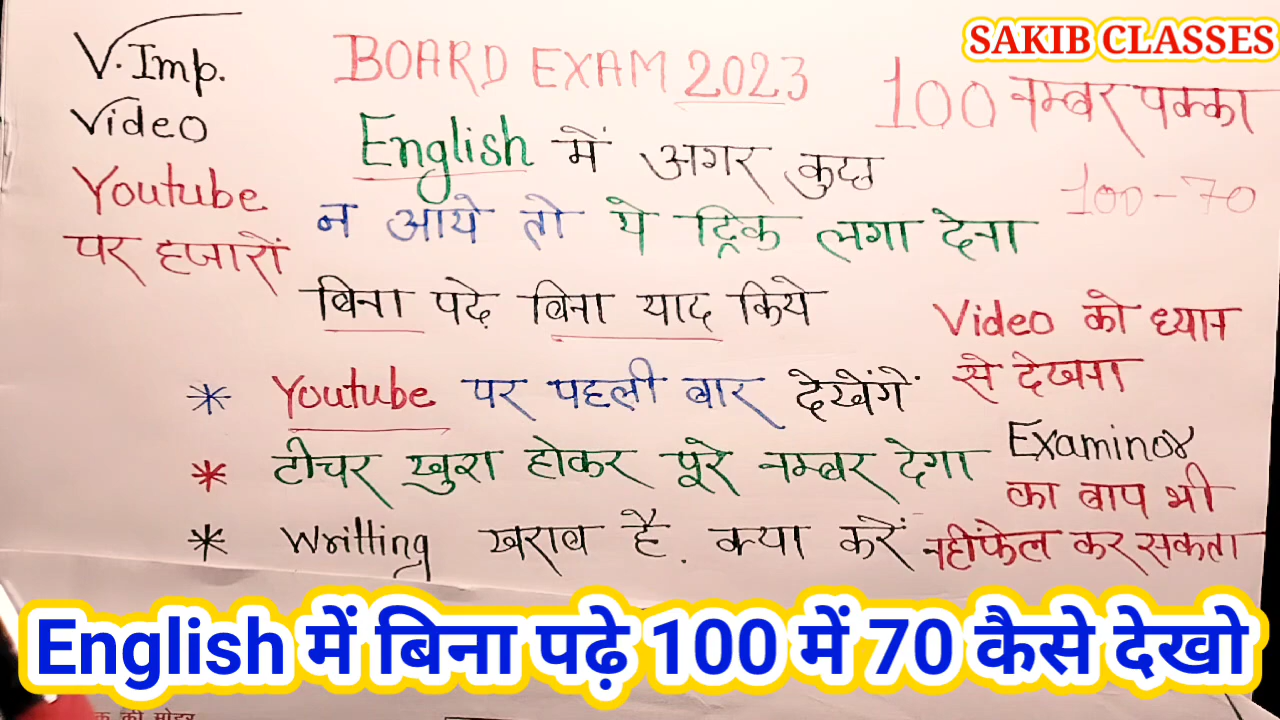 SAKIB CLASSES
V. Imp.
Video
Youtube
पर हजारों
BOARD EXAM 2023
100 नम्बर पक्का
100-70
English में अगर कुछ
न आये तो ये ट्रिक लगा देना
बिना पढ़े बिना याद किये
Video को ध्यान
से देखना
* Youtube पर पहली बार देखेंगें
* टीचर खुश होकर पूरे नम्बर देगा
* Writting खराब है. क्या करें
Examinor
का बाप भी
नहीं फेल कर सकता
English में बिना पढ़े 100 में 70 कैसे देखो